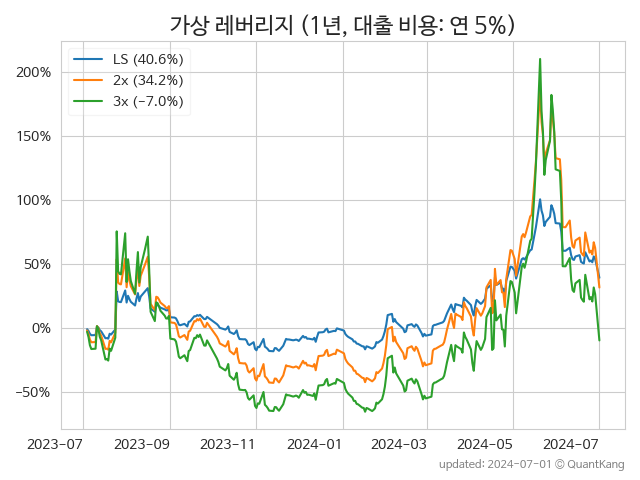 가상 레버리지 (1년, 대출 비용: 연 5%)
LS (40.6%)
2x (34.2%)
3x (−7.0%)
200%
150%
100%
50%
0%
−50%
2023-07 2023-09 2023-11 2024-01 2024-03 2024-05 2024-07
updated: 2024-07-01 © QuantKang